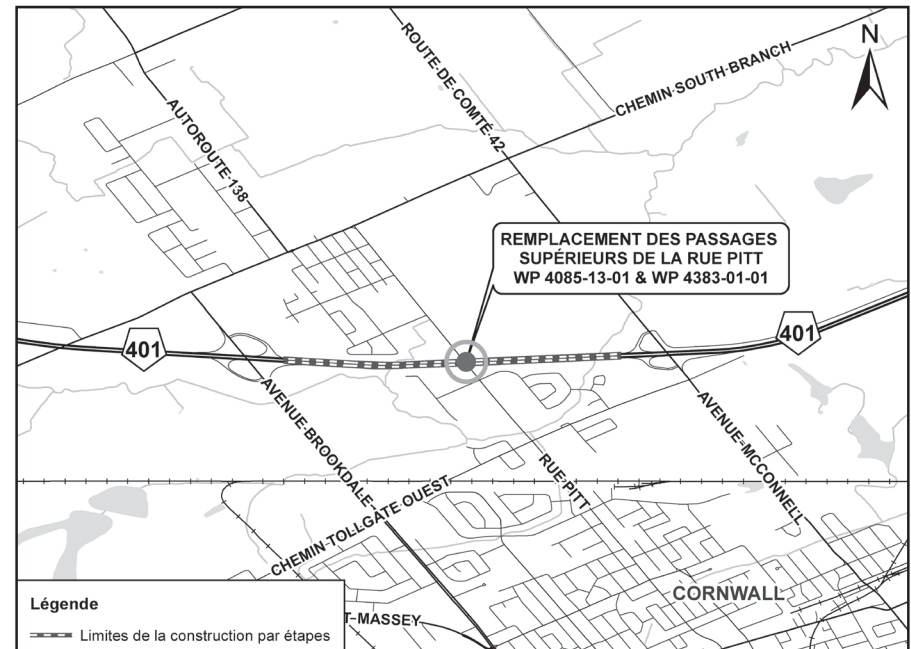 N
ROUTE-DE-COMTÉ-42
CHEMIN-SOUTH-BRANCH
AUTOROUTE-138
REMPLACEMENT DES PASSAGES
SUPÉRIEURS DE LA RUE PITT
WP 4085-13-01 & WP 4383-01-01
401
401
AVENUE-BROOKDALE
AVENUE-MCCONNELL
RUE PITT
CHEMIN-TOLLGATE OUEST
CORNWALL
T-MASSEY
Légende
Limites de la construction par étapes